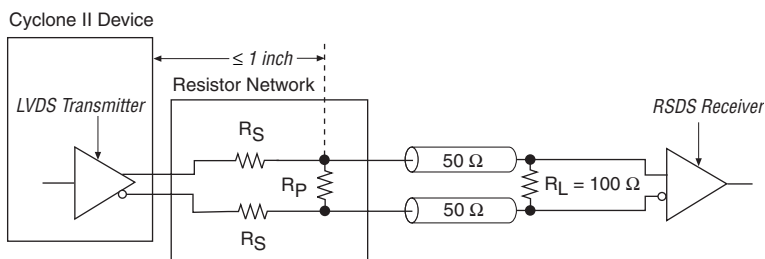 Cyclone II Device
≤ 1 inch
Resistor Network
LVDS Transmitter
RSDS Receiver
RS
50 Ω
RP
RL = 100 Ω
50 Ω
RS